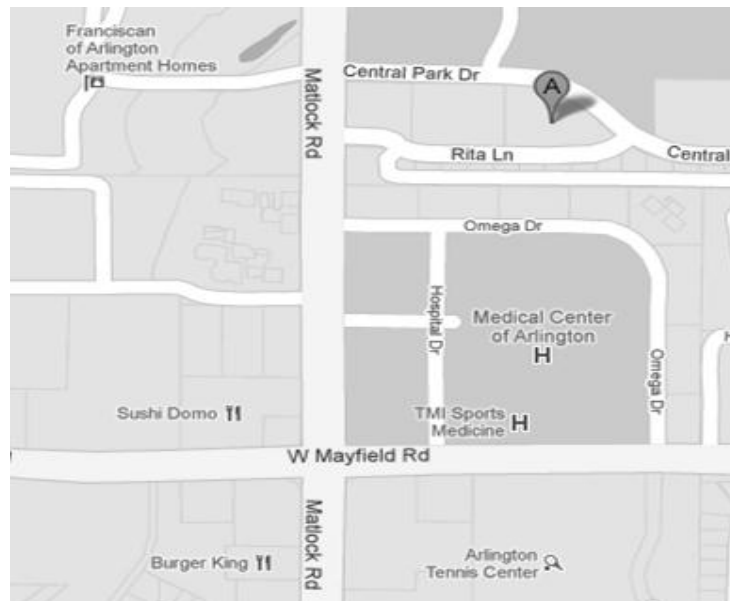 Franciscan
of Arlington
Apartment Homes
Matlock Rd
Central Park Dr
A
Rita Ln
Central
Omega Dr
Hospital Dr
Medical Center
of Arlington
H
Omega Dr
H
Sushi Domo
TMI Sports
Medicine H
W Mayfield Rd
Matlock Rd
Burger King
Arlington
Tennis Center